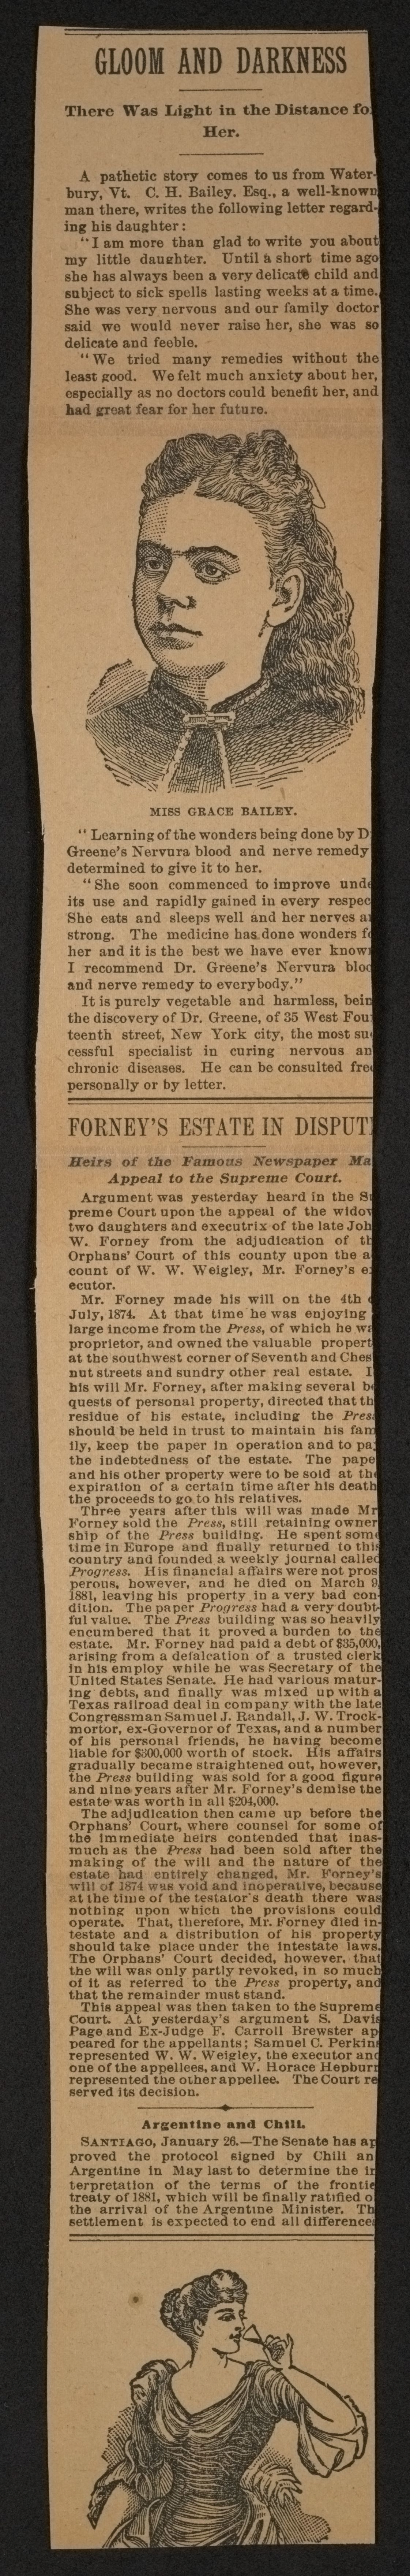 GLOOM AND DARKNESS
There Was Light in the Distance fo
Her.
A pathetic story comes to us from Water-
bury, Vt. C. H. Bailey, Esq., a well-known
man there, writes the following letter regard-
ing his daughter:
"I am more than glad to write you about
my little daughter. Until a short time ago
she has always been a very delicate child and
subject to sick spells lasting weeks at a time.
She was very nervous and our family doctor
said we would never raise her, she was so
delicate and feeble.
"We tried many remedies without the
least good. We felt much anxiety about her,
especially as no doctors could benefit her, and
had great fear for her future.
MISS GRACE BAILEY.
"Learning of the wonders being done by D
Greene's Nervura blood and nerve remedy
determined to give it to her.
"She soon commenced to improve unde
its use and rapidly gained in every respec
She eats and sleeps well and her nerves a
strong. The medicine has done wonders f
her and it is the best we have ever know
I recommend Dr. Greene's Nervura bloo
and nerve remedy to everybody."
It is purely vegetable and harmless, bein
the discovery of Dr. Greene, of 35 West Fou
teenth street, New York city, the most su
cessful specialist in curing nervous an
chronic diseases. He can be consulted free
personally or by letter.
FORNEY'S ESTATE IN DISPUT
Heirs of the Famous Newspaper Ma
Appeal to the Supreme Court.
Argument was yesterday heard in the Su
preme Court upon the appeal of the widow
two daughters and executrix of the late Joh
W. Forney from the adjudication of th
Orphans' Court of this county upon the a
count of W. W. Weigley, Mr. Forney's e
ecutor.
Mr. Forney made his will on the 4th
July, 1874. At that time he was enjoying
large income from the Press, of which he wa
proprietor, and owned the valuable propert
at the southwest corner of Seventh and Ches
nut streets and sundry other real estate. I
his will Mr. Forney, after making several be
quests of personal property, directed that th
residue of his estate, including the Pres
should be held in trust to maintain his fam
ily, keep the paper in operation and to pa
the indebtedness of the estate. The pape
and his other property were to be sold at the
expiration of a certain time after his death
the proceeds to go to his relatives.
Three years after this will was made Mr
Forney sold the Press, still retaining owner
ship of the Press building. He spent some
time in Europe and finally returned to this
country and founded a weekly journal called
Progress. His financial affairs were not pros
perous, however, and he died on March 9,
1881, leaving his property in a very bad con
dition. The paper Progress had a very doubt-
ful value. The Press building was so heavily
encumbered that it proved a burden to the
estate. Mr. Forney had paid a debt of $35,000,
arising from a defalcation of a trusted clerk
in his employ while he was Secretary of the
United States Senate. He had various matur-
ing debts, and finally was mixed up with a
Texas railroad deal in company with the late
Congressman Samuel J. Randall, J. W. Trock-
mortor, ex-Governor of Texas, and a number
of his personal friends, he having become
liable for $300,000 worth of stock. His affairs
gradually became straightened out, however,
the Press building was sold for a good figure
and nine years after Mr. Forney's demise the
estate was worth in all $204,000.
The adjudication then came up before the
Orphans' Court, where counsel for some of
the immediate heirs contended that inas-
much as the Press had been sold after the
making of the will and the nature of the
estate had entirely changed, Mr. Forney's
will of 1874 was void and inoperative, because
at the time of the testator's death there was
nothing upon which the provisions could
operate. That, therefore, Mr. Forney died in-
testate and a distribution of his property
should take place under the intestate laws.
The Orphans' Court decided, however, that
the will was only partly revoked, in so much
of it as referred to the Press property, and
that the remainder must stand.
This appeal was then taken to the Supreme
Court. At yesterday's argument S. Davis
Page and Ex-Judge F. Carroll Brewster ap
peared for the appellants; Samuel C. Perkins
represented W. W. Weigley, the executor and
one of the appellees, and W. Horace Hepburn
represented the other appellee. The Court re
served its decision.
Argentine and Chili.
SANTIAGO, January 26.—The Senate has ap
proved the protocol signed by Chili an
Argentine in May last to determine the in
terpretation of the terms of the frontie
treaty of 1881, which will be finally ratified o
the arrival of the Argentine Minister. Th
settlement is expected to end all difference